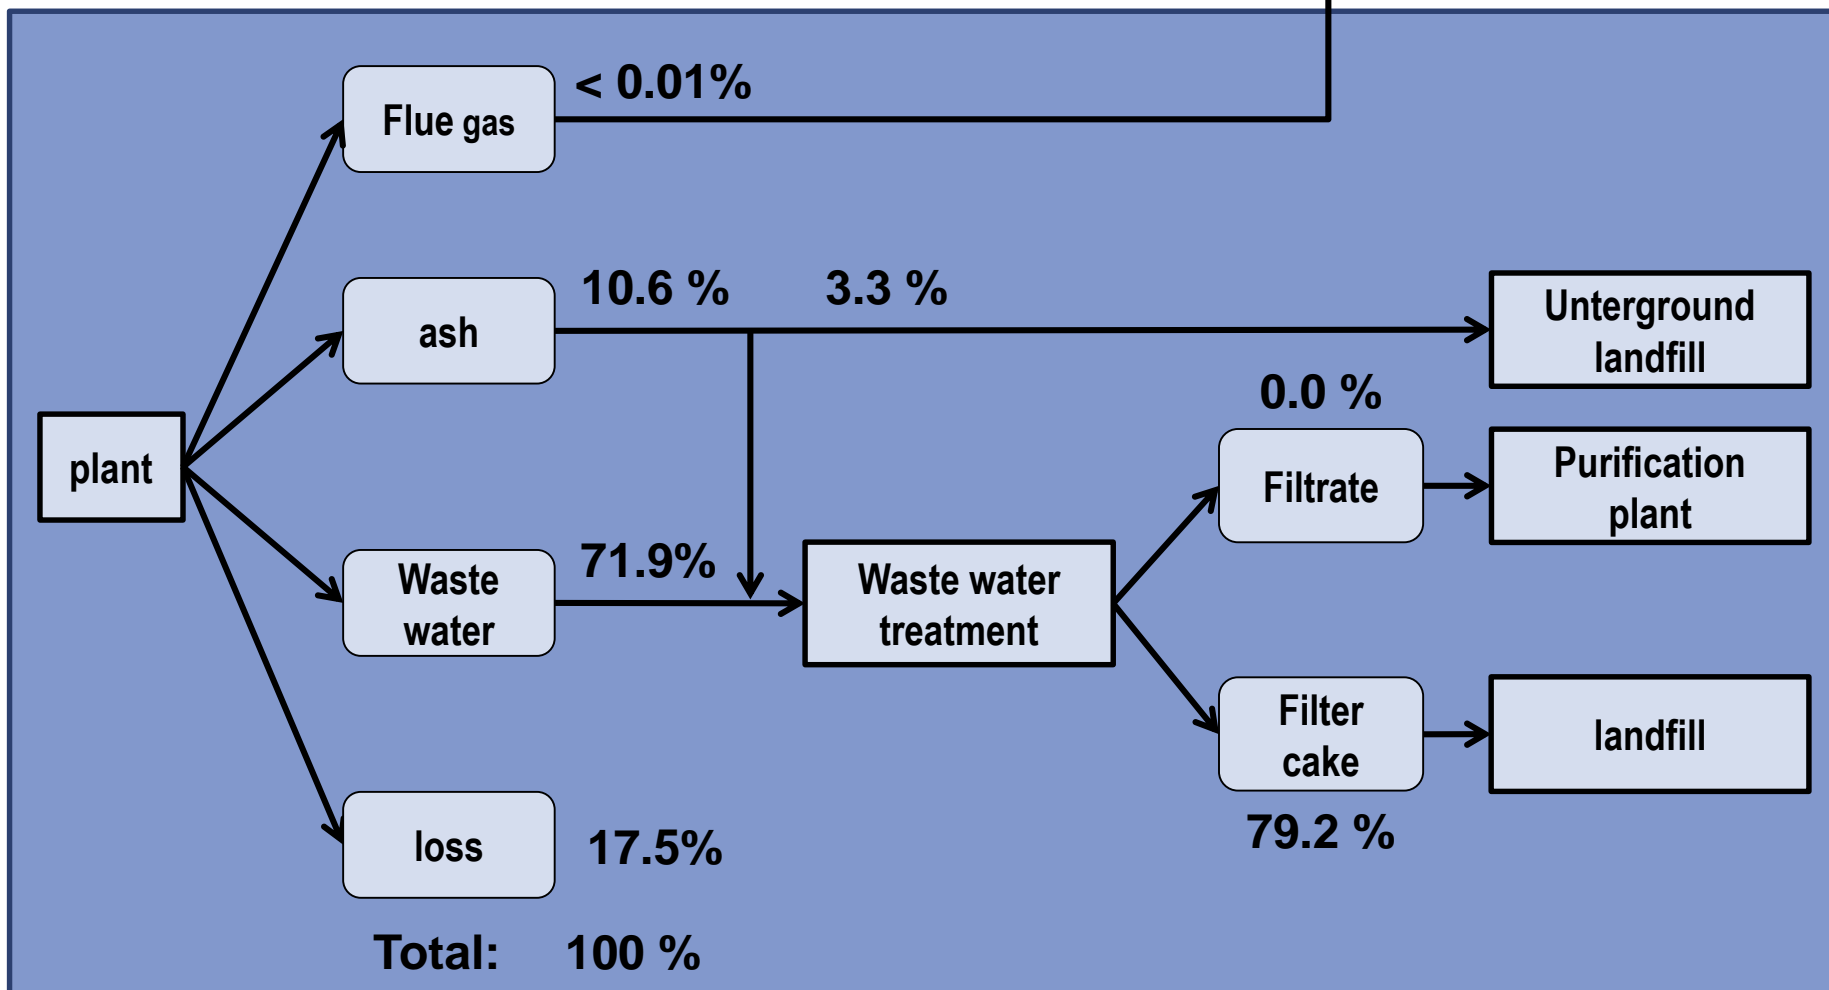 < 0.01%
Flue gas
10.6 %
3.3 %
ash
Unterground
landfill
0.0 %
plant
Filtrate
Purification
plant
71.9%
Waste
water
Waste water
treatment
Filter
cake
landfill
79.2 %
loss
17.5%
Total: 100 %